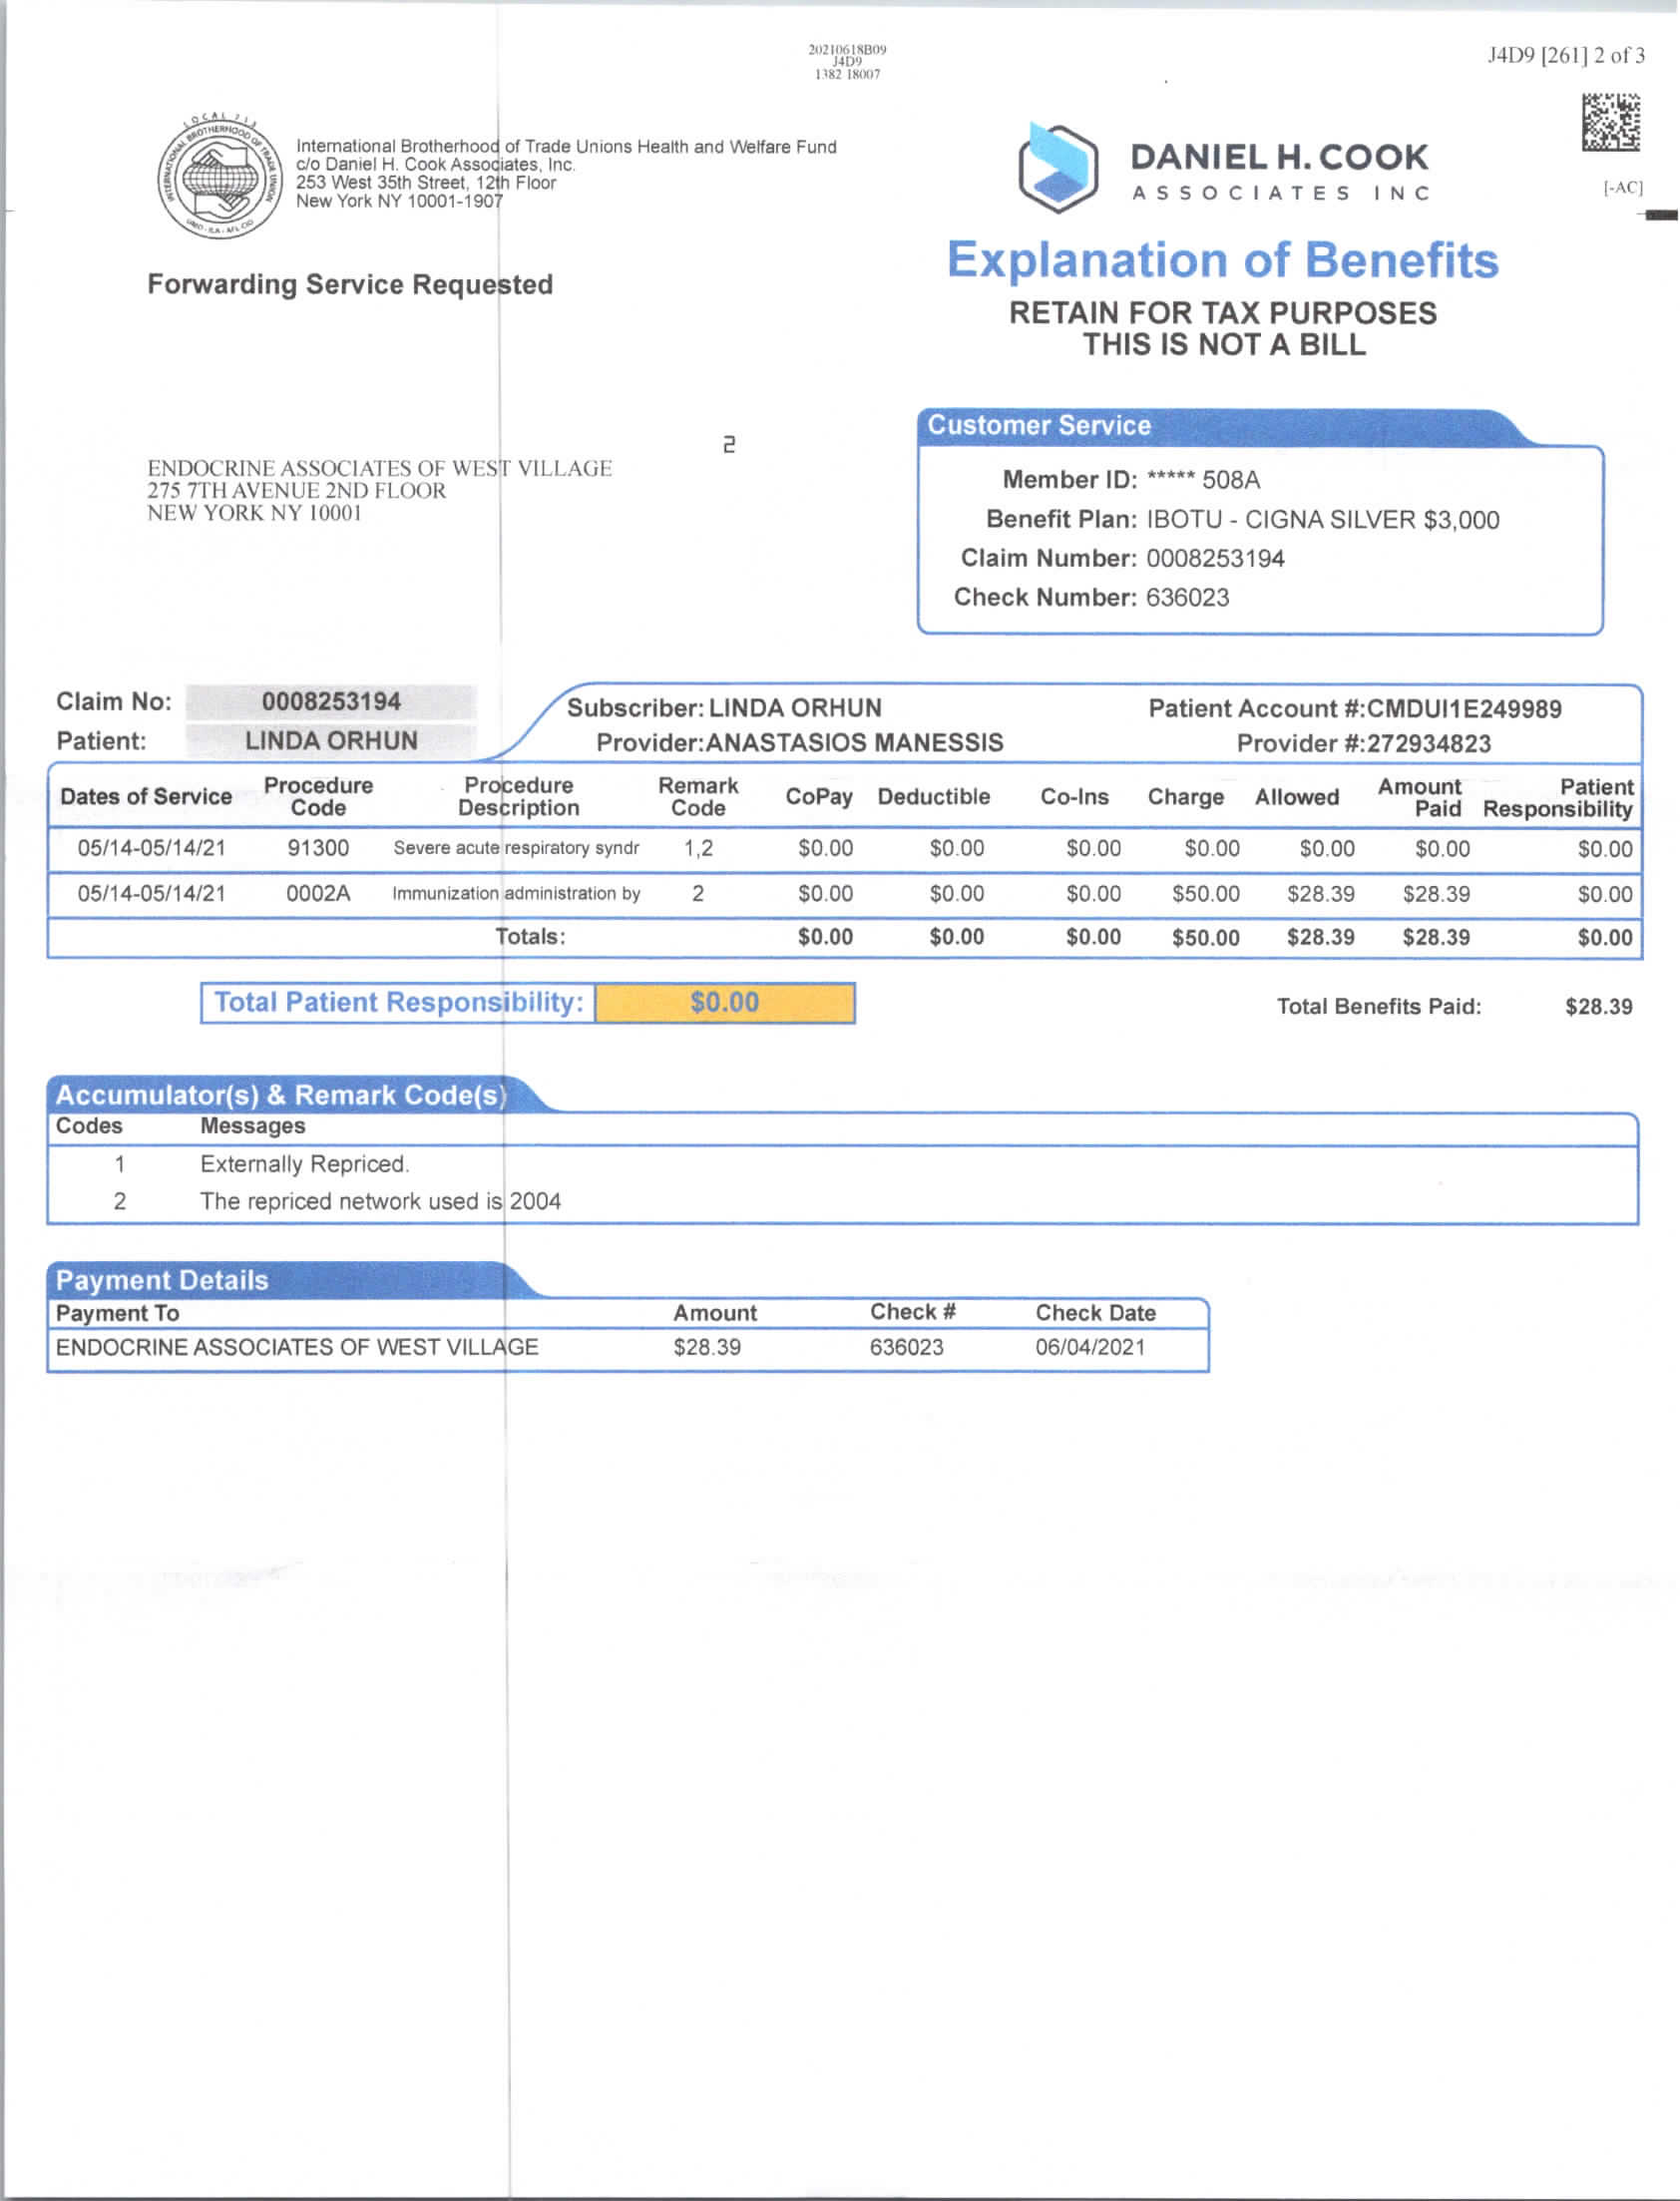 20210618B09
J4D9
1382 18007
J4D9 [261] 2 of 3
LOCAL 713
INTERNATIONAL BROTHERHOOD OF TRADE UNION
International Brotherhood of Trade Unions Health and Welfare Fund
c/o Daniel H. Cook Associates, Inc.
253 West 35th Street, 12th Floor
New York NY 10001-1907
DANIEL H. COOK
ASSOCIATES INC
[-AC]
Explanation of Benefits
RETAIN FOR TAX PURPOSES
THIS IS NOT A BILL
Forwarding Service Requested
2
ENDOCRINE ASSOCIATES OF WEST VILLAGE
275 7TH AVENUE 2ND FLOOR
NEW YORK NY 10001
Customer Service
Member ID: ***** 508A
Benefit Plan: IBOTU - CIGNA SILVER $3,000
Claim Number: 0008253194
Check Number: 636023
Claim No: 0008253194 Subscriber: LINDA ORHUN Patient Account #:CMDUI1E249989
Patient: LINDA ORHUN Provider:ANASTASIOS MANESSIS Provider #:272934823
Dates of Service Procedure Code Procedure Description Remark Code CoPay Deductible Co-Ins Charge Allowed Amount Paid Patient Responsibility
05/14-05/14/21 91300 Severe acute respiratory syndr 1,2 $0.00 $0.00 $0.00 $0.00 $0.00 $0.00 $0.00
05/14-05/14/21 0002A Immunization administration by 2 $0.00 $0.00 $0.00 $50.00 $28.39 $28.39 $0.00
Totals: $0.00 $0.00 $0.00 $50.00 $28.39 $28.39 $0.00
Total Patient Responsibility: $0.00 Total Benefits Paid: $28.39
Accumulator(s) & Remark Code(s)
Codes Messages
1 Externally Repriced.
2 The repriced network used is 2004
Payment Details
Payment To Amount Check # Check Date
ENDOCRINE ASSOCIATES OF WEST VILLAGE $28.39 636023 06/04/2021